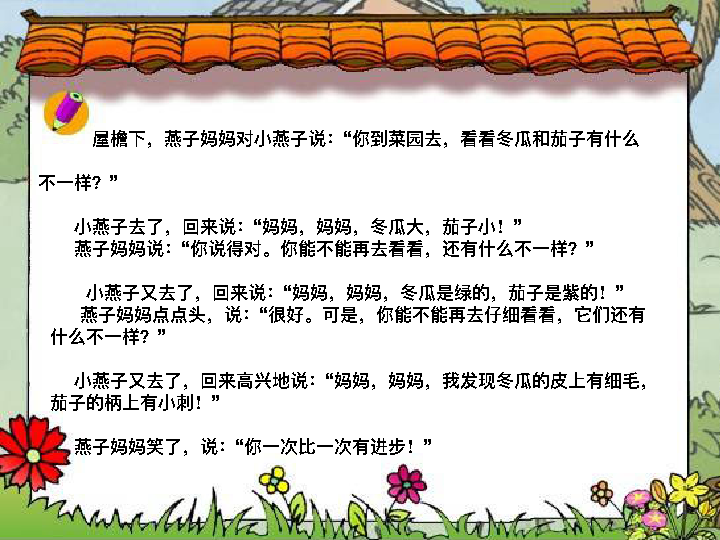 屋檐下，燕子妈妈对小燕子说：“你到菜园去，看看冬瓜和茄子有什么
不一样？”
小燕子去了，回来说：“妈妈，妈妈，冬瓜大，茄子小！”
燕子妈妈说：“你说得对。你能不能再去看看，还有什么不一样？”
小燕子又去了，回来说：“妈妈，妈妈，冬瓜是绿的，茄子是紫的！”
燕子妈妈点点头，说：“很好。可是，你能不能再去仔细看看，它们还有
什么不一样？”
小燕子又去了，回来高兴地说：“妈妈，妈妈，我发现冬瓜的皮上有细毛，
茄子的柄上有小刺！”
燕子妈妈笑了，说：“你一次比一次有进步！”